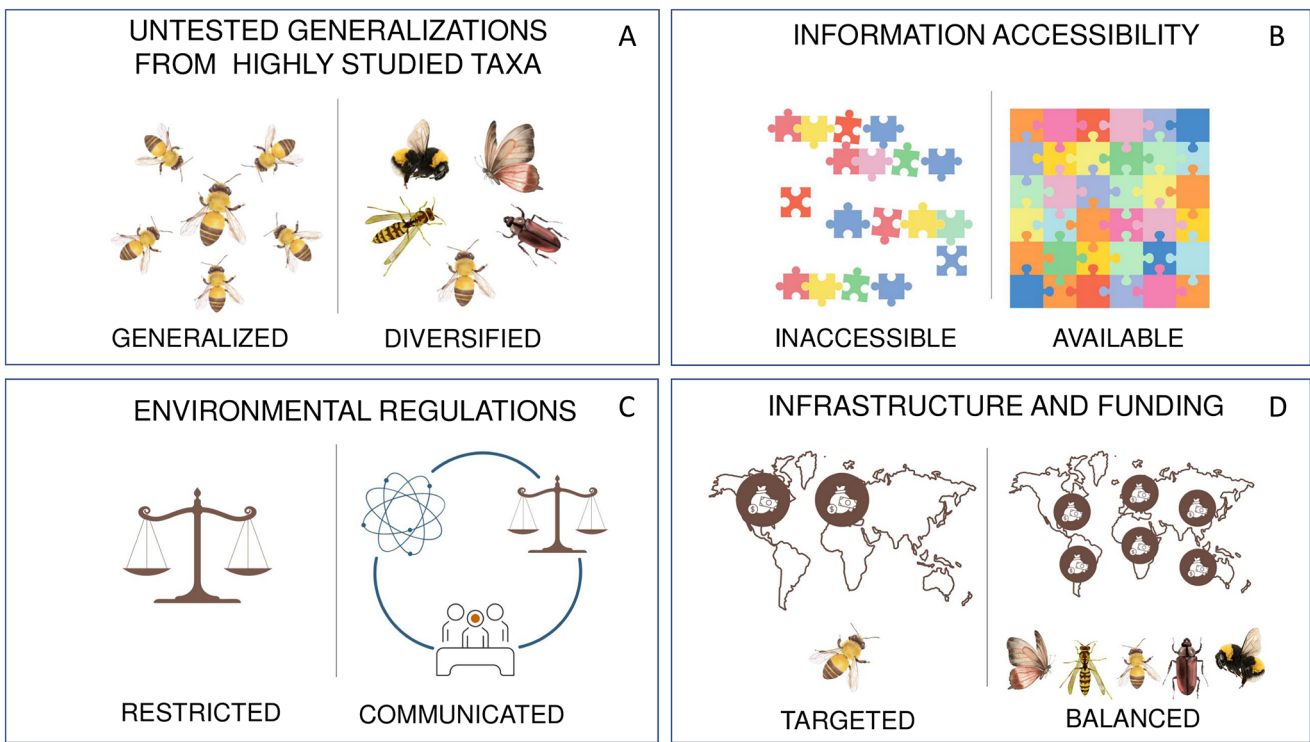 UNTESTED GENERALIZATIONS
FROM HIGHLY STUDIED TAXA
A
GENERALIZED
DIVERSIFIED
INFORMATION ACCESSIBILITY
B
INACCESSIBLE
AVAILABLE
ENVIRONMENTAL REGULATIONS
C
RESTRICTED
COMMUNICATED
INFRASTRUCTURE AND FUNDING
D
TARGETED
BALANCED